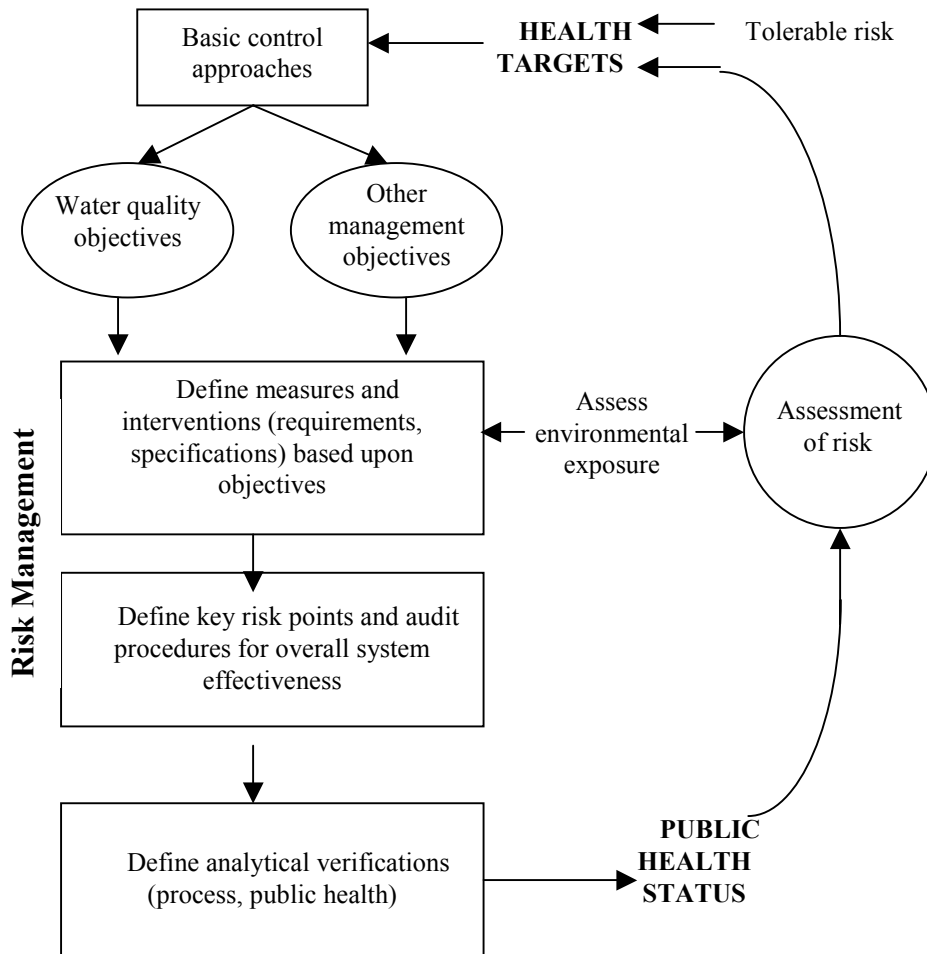 Basic control
approaches
HEALTH
TARGETS
Tolerable risk
Water quality
objectives
Other
management
objectives
Define measures and
interventions (requirements,
specifications) based upon
objectives
Assess
environmental
exposure
Assessment
of risk
Risk Management
Define key risk points and audit
procedures for overall system
effectiveness
Define analytical verifications
(process, public health)
PUBLIC
HEALTH
STATUS